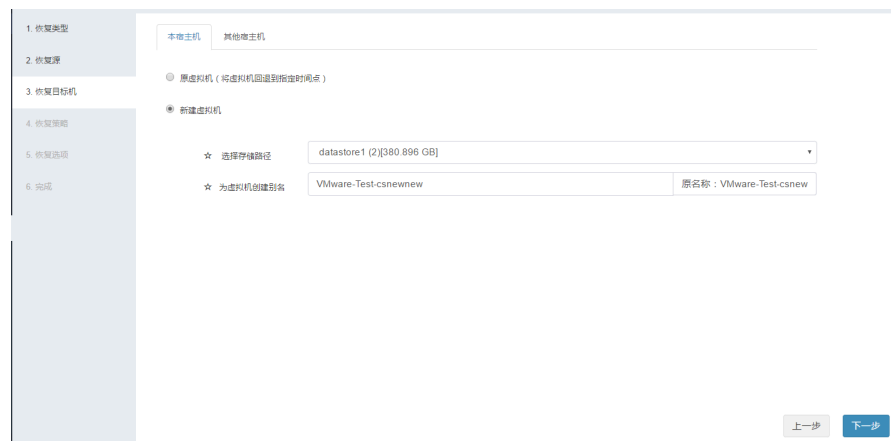 1. 恢复类型
2. 恢复源
3. 恢复目标机
4. 恢复策略
5. 恢复选项
6. 完成
本宿主机 其他宿主机
原虚拟机 ( 将虚拟机回退到指定时间点 )
新建虚拟机
☆ 选择存储路径 datastore1 (2)[380.896 GB]
☆ 为虚拟机创建别名 VMware-Test-csnewnew 原名称：VMware-Test-csnew
上一步 下一步